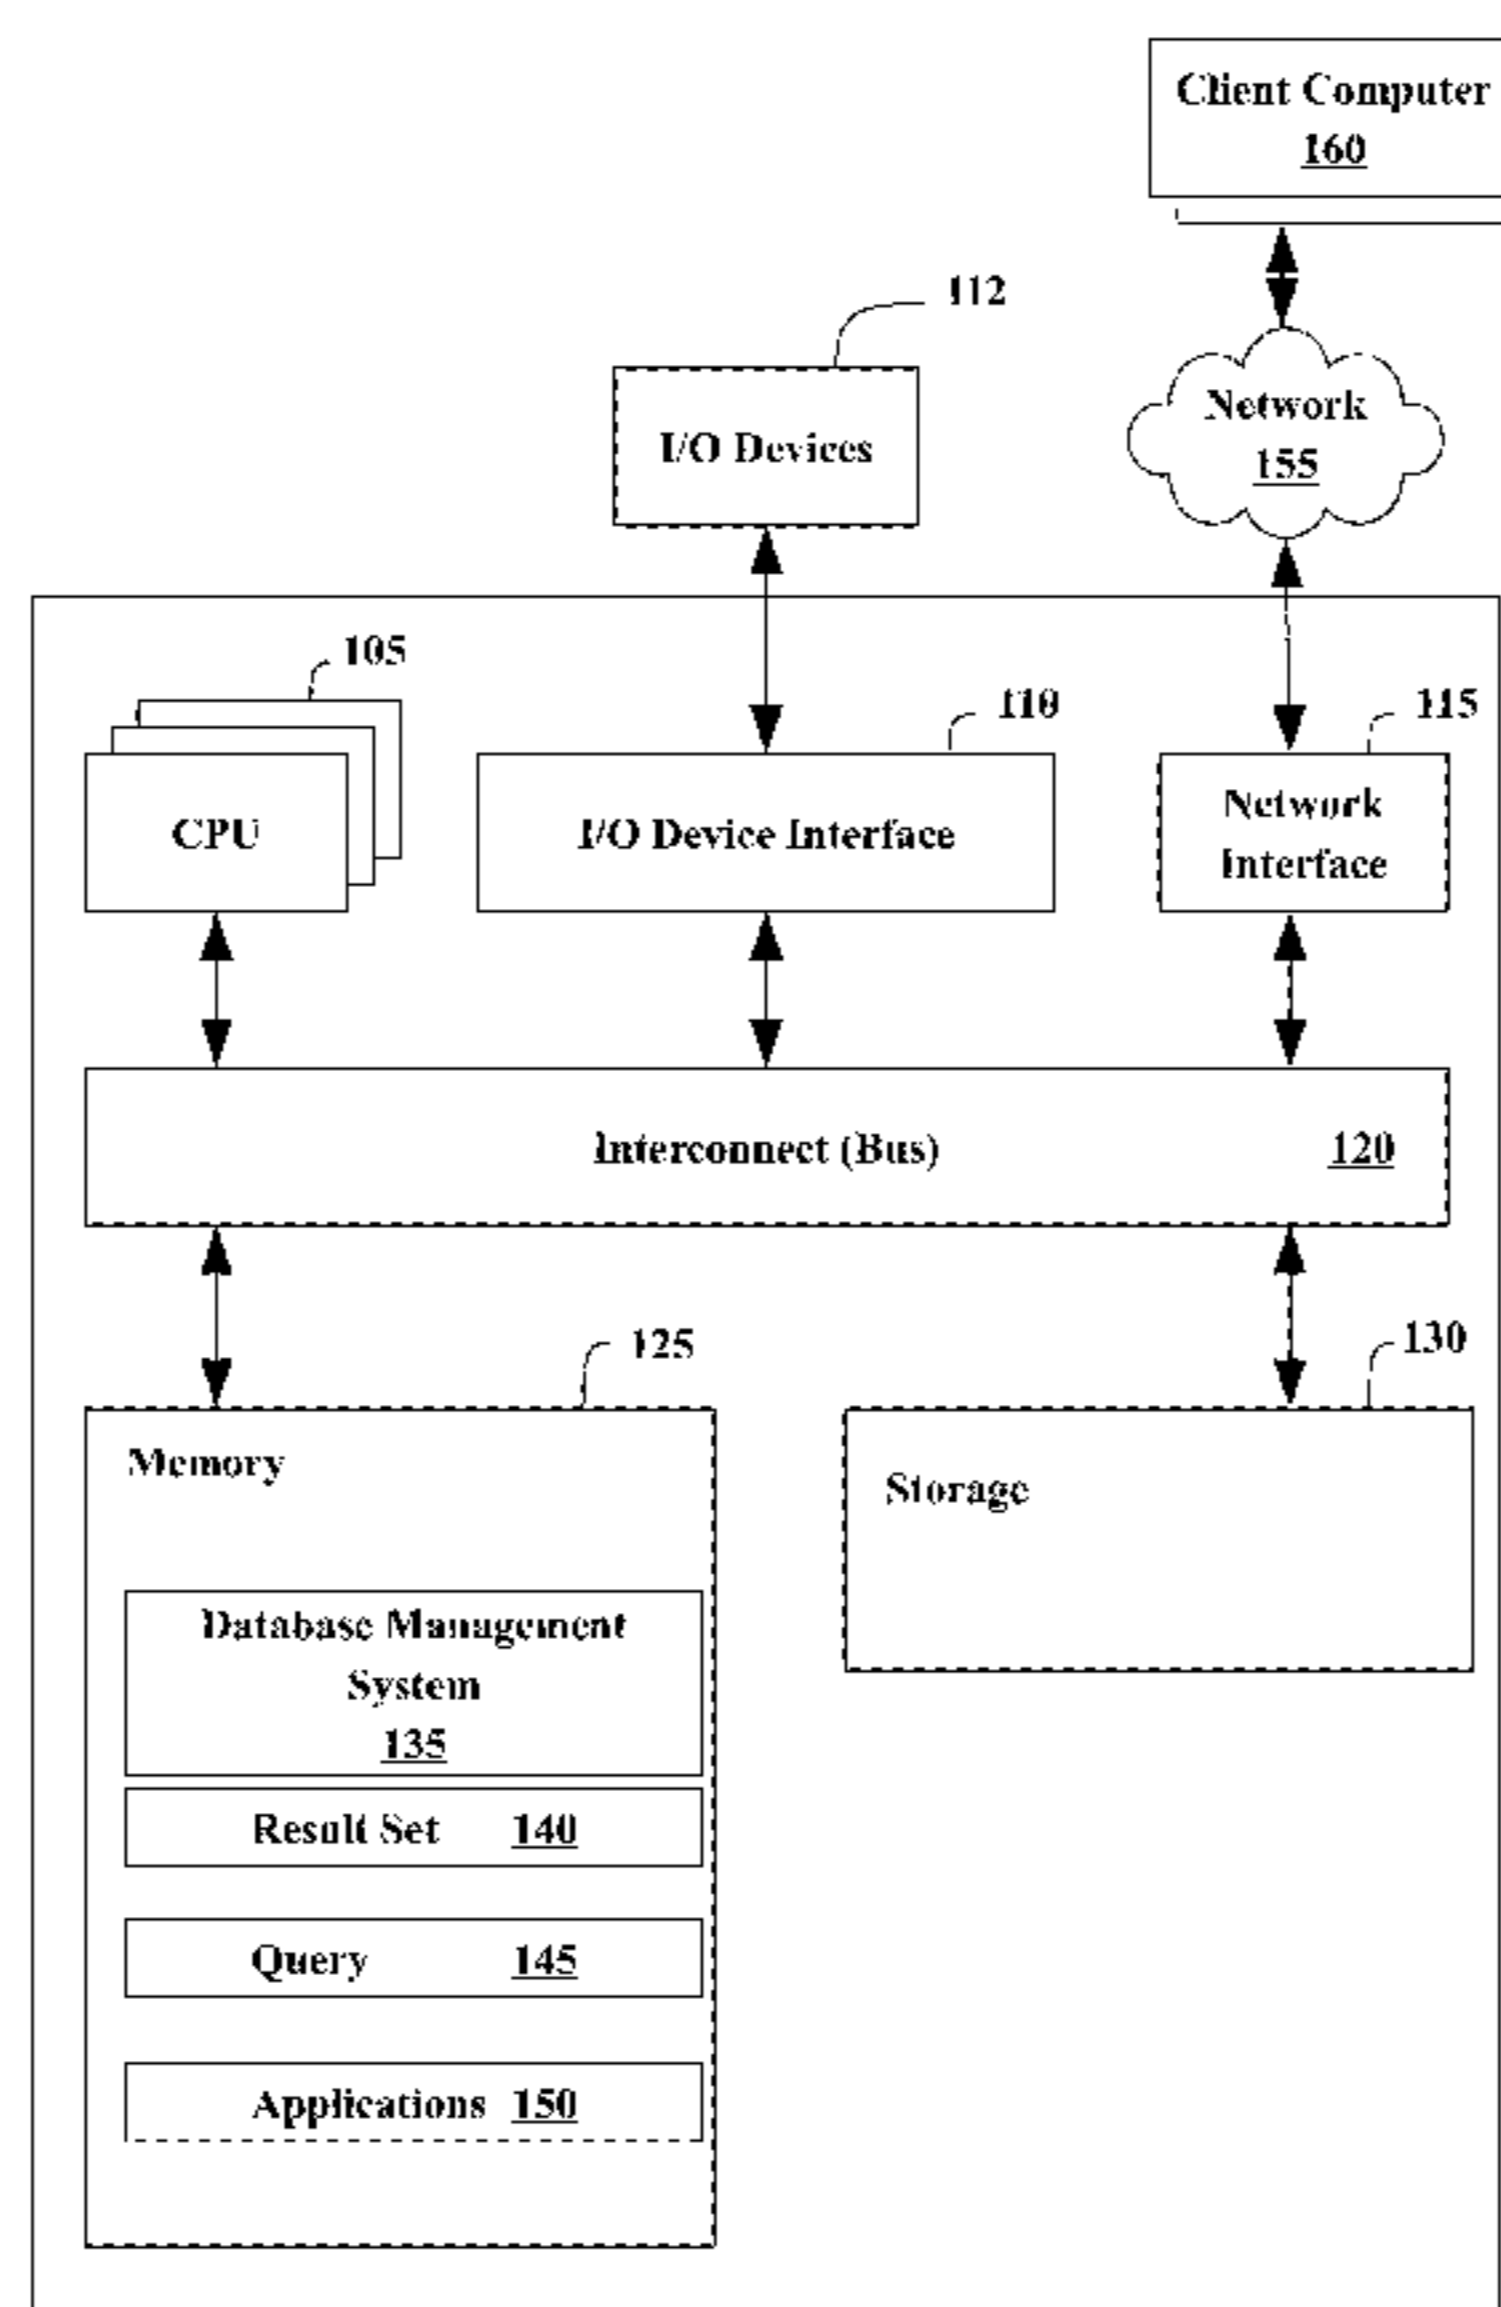 Client Computer
160
112
I/O Devices
Network
155
105
110
115
CPU
I/O Device Interface
Network
Interface
Interconnect (Bus) 120
125
130
Memory
Storage
Database Management
System
135
Result Set 140
Query 145
Applications 150